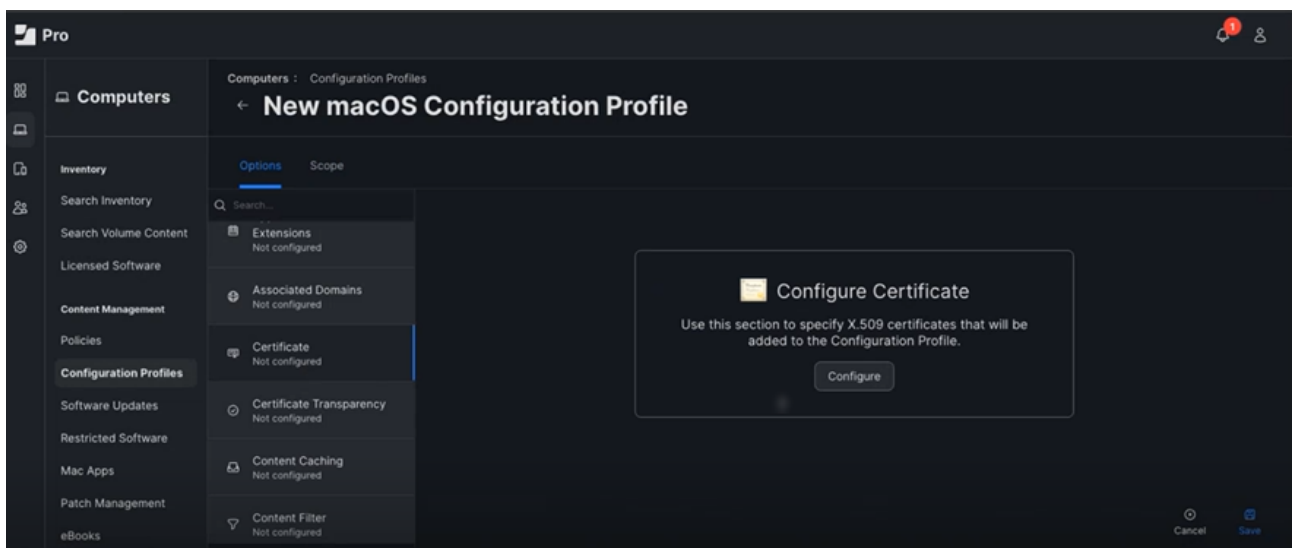 Pro
1
Computers
Inventory
Search Inventory
Search Volume Content
Licensed Software
Content Management
Policies
Configuration Profiles
Software Updates
Restricted Software
Mac Apps
Patch Management
eBooks
Computers : Configuration Profiles
← New macOS Configuration Profile
Options Scope
Search...
Extensions
Not configured
Associated Domains
Not configured
Certificate
Not configured
Certificate Transparency
Not configured
Content Caching
Not configured
Content Filter
Not configured
Configure Certificate
Use this section to specify X.509 certificates that will be
added to the Configuration Profile.
Configure
Cancel Save